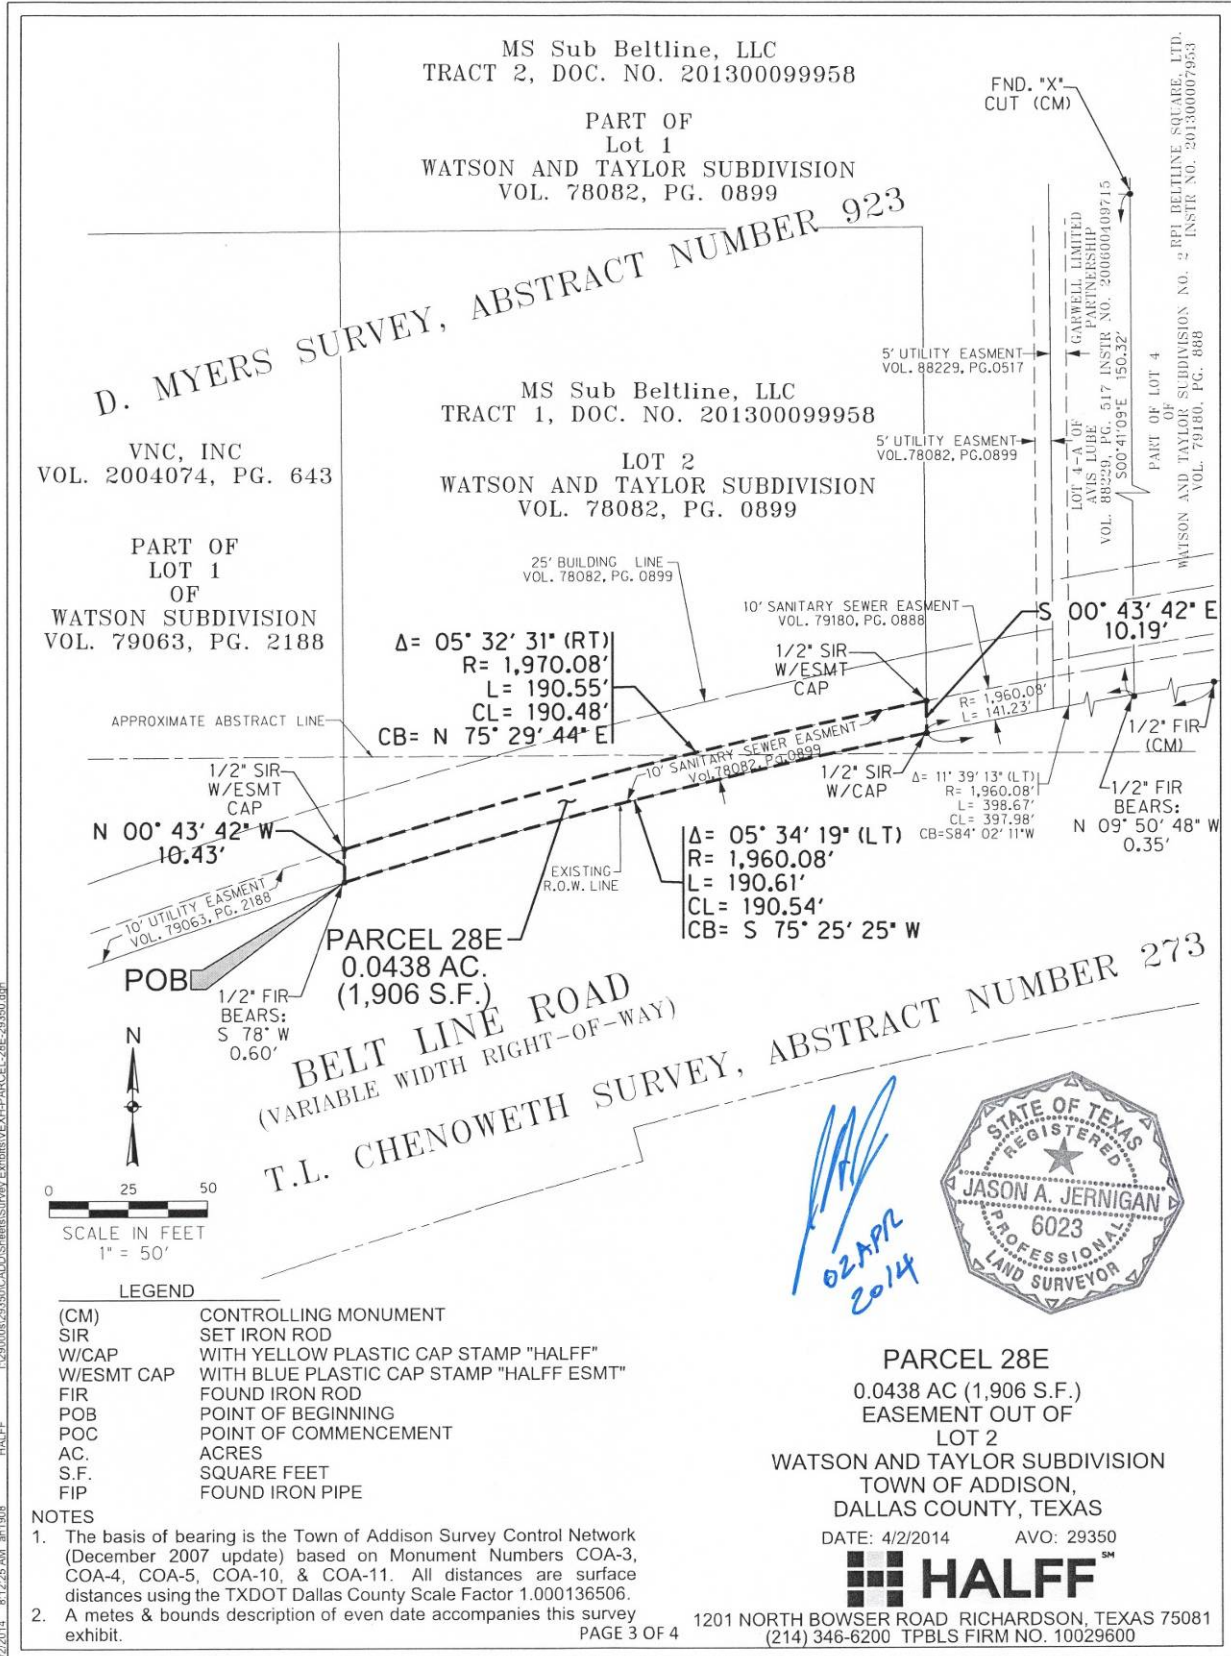 MS Sub Beltline, LLC
TRACT 2, DOC. NO. 201300099958
PART OF
Lot 1
WATSON AND TAYLOR SUBDIVISION
VOL. 78082, PG. 0899
FND. "X"
CUT (CM)
RPI BELTLINE SQUARE, LTD.
INSTR NO. 201300007953
D. MYERS SURVEY, ABSTRACT NUMBER 923
GARWELL LIMITED
PARTNERSHIP
INSTR NO. 200600409715
LOT 4-A OF
AVIS LUBE
VOL. 88229, PG. 517
S00°41'09"E 150.32'
PART OF LOT 4
OF
WATSON AND TAYLOR SUBDIVISION NO. 2
VOL. 79180, PG. 888
5' UTILITY EASMENT
VOL. 88229, PG.0517
5' UTILITY EASMENT
VOL.78082, PG.0899
MS Sub Beltline, LLC
TRACT 1, DOC. NO. 201300099958
LOT 2
WATSON AND TAYLOR SUBDIVISION
VOL. 78082, PG. 0899
VNC, INC
VOL. 2004074, PG. 643
PART OF
LOT 1
OF
WATSON SUBDIVISION
VOL. 79063, PG. 2188
25' BUILDING LINE
VOL. 78082, PG. 0899
10' SANITARY SEWER EASMENT
VOL. 79180, PG.0888
S 00° 43' 42" E
10.19'
Δ= 05° 32' 31" (RT)
R= 1,970.08'
L= 190.55'
CL= 190.48'
CB= N 75° 29' 44" E
1/2" SIR
W/ESMT
CAP
R= 1,960.08'
L= 141.23'
APPROXIMATE ABSTRACT LINE
10' SANITARY SEWER EASMENT
Vol.78082, Pg.0899
1/2" FIR
(CM)
1/2" SIR
W/ESMT
CAP
1/2" SIR
W/CAP
Δ= 11° 39' 13" (LT)
R= 1,960.08'
L= 398.67'
CL= 397.98'
CB=S84° 02' 11"W
1/2" FIR
BEARS:
N 09° 50' 48" W
0.35'
N 00° 43' 42" W
10.43'
Δ= 05° 34' 19" (LT)
R= 1,960.08'
L= 190.61'
CL= 190.54'
CB= S 75° 25' 25" W
EXISTING
R.O.W. LINE
10' UTILITY EASMENT
VOL. 79063, PG. 2188
PARCEL 28E
0.0438 AC.
(1,906 S.F.)
POB
1/2" FIR
BEARS:
S 78° W
0.60'
BELT LINE ROAD
(VARIABLE WIDTH RIGHT-OF-WAY)
T.L. CHENOWETH SURVEY, ABSTRACT NUMBER 273
N
0 25 50
SCALE IN FEET
1" = 50'
02 APR
2014
STATE OF TEXAS
REGISTERED
JASON A. JERNIGAN
6023
PROFESSIONAL
LAND SURVEYOR
LEGEND
(CM) CONTROLLING MONUMENT
SIR SET IRON ROD
W/CAP WITH YELLOW PLASTIC CAP STAMP "HALFF"
W/ESMT CAP WITH BLUE PLASTIC CAP STAMP "HALFF ESMT"
FIR FOUND IRON ROD
POB POINT OF BEGINNING
POC POINT OF COMMENCEMENT
AC. ACRES
S.F. SQUARE FEET
FIP FOUND IRON PIPE
NOTES
1. The basis of bearing is the Town of Addison Survey Control Network
(December 2007 update) based on Monument Numbers COA-3,
COA-4, COA-5, COA-10, & COA-11. All distances are surface
distances using the TXDOT Dallas County Scale Factor 1.000136506.
2. A metes & bounds description of even date accompanies this survey
exhibit.
PAGE 3 OF 4
PARCEL 28E
0.0438 AC (1,906 S.F.)
EASEMENT OUT OF
LOT 2
WATSON AND TAYLOR SUBDIVISION
TOWN OF ADDISON,
DALLAS COUNTY, TEXAS
DATE: 4/2/2014 AVO: 29350
HALFF SM
1201 NORTH BOWSER ROAD RICHARDSON, TEXAS 75081
(214) 346-6200 TPBLS FIRM NO. 10029600
8:12:25 AM
HALFF